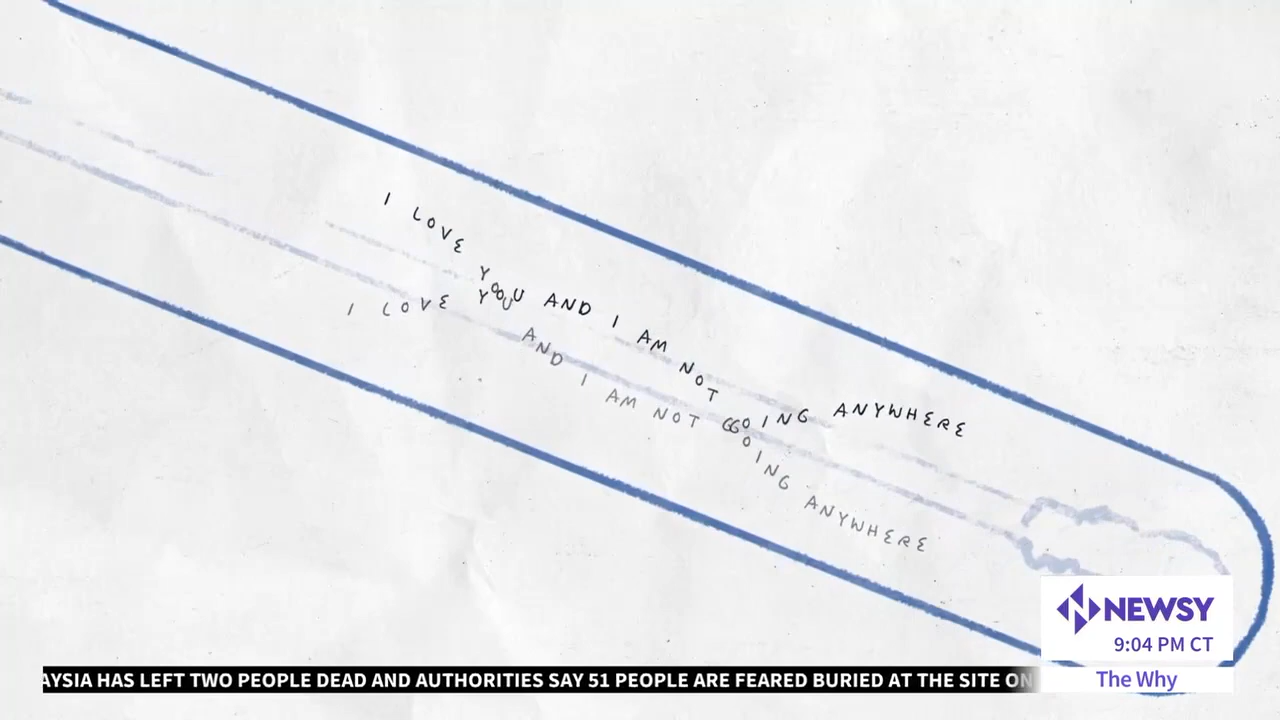 I LOVE YOU AND I AM NOT GOING ANYWHERE
I LOVE YOU AND I AM NOT GOING ANYWHERE
NEWSY
9:04 PM CT
AYSIA HAS LEFT TWO PEOPLE DEAD AND AUTHORITIES SAY 51 PEOPLE ARE FEARED BURIED AT THE SITE ON
The Why